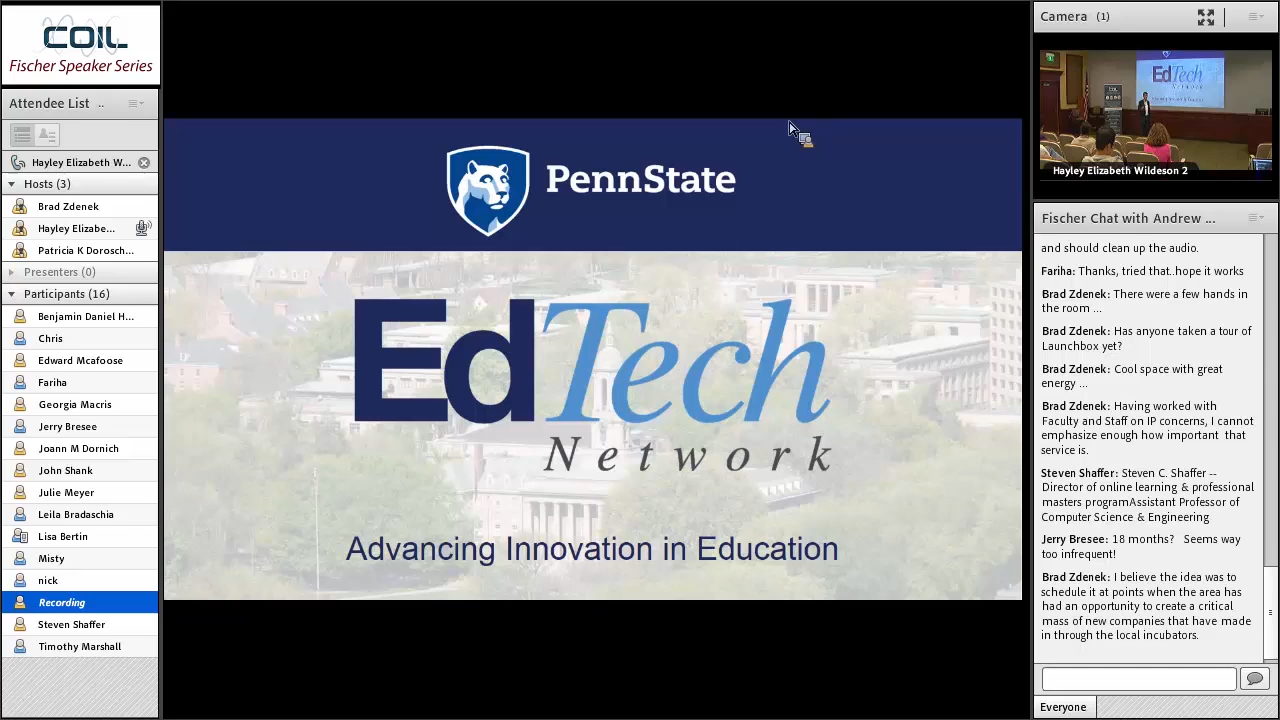 COIL
Fischer Speaker Series
Attendee List ..
Hayley Elizabeth W...
Hosts (3)
Brad Zdenek
Hayley Elizabe...
Patricia K Dorosch...
Presenters (0)
Participants (16)
Benjamin Daniel H...
Chris
Edward Mcafoose
Fariha
Georgia Macris
Jerry Bresee
Joann M Dornich
John Shank
Julie Meyer
Leila Bradaschia
Lisa Bertin
Misty
nick
Recording
Steven Shaffer
Timothy Marshall
PennState
EdTech
Network
Advancing Innovation in Education
Camera (1)
EdTech
Network
Hayley Elizabeth Wildeson 2
Fischer Chat with Andrew ...
and should clean up the audio.
Fariha: Thanks, tried that..hope it works
Brad Zdenek: There were a few hands in
the room ...
Brad Zdenek: Has anyone taken a tour of
Launchbox yet?
Brad Zdenek: Cool space with great
energy ...
Brad Zdenek: Having worked with
Faculty and Staff on IP concerns, I cannot
emphasize enough how important that
service is.
Steven Shaffer: Steven C. Shaffer --
Director of online learning & professional
masters programAssistant Professor of
Computer Science & Engineering
Jerry Bresee: 18 months? Seems way
too infrequent!
Brad Zdenek: I believe the idea was to
schedule it at points when the area has
had an opportunity to create a critical
mass of new companies that have made
in through the local incubators.
Everyone